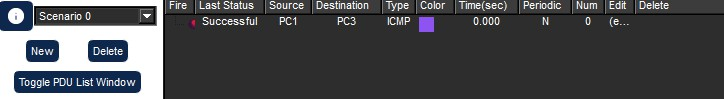 Scenario 0
New Delete
Toggle PDU List Window
Fire Last Status Source Destination Type Color Time(sec) Periodic Num Edit Delete
Successful PC1 PC3 ICMP 0.000 N 0 (e...